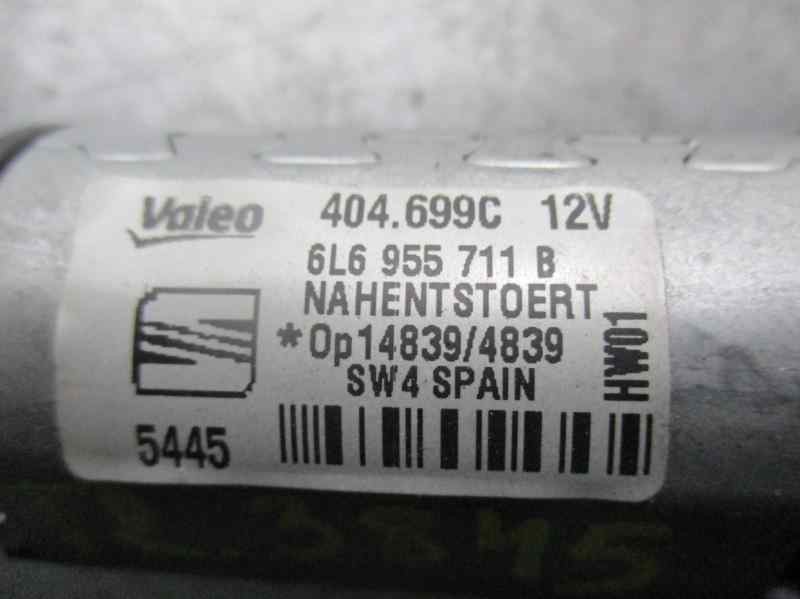 Valeo 404.699C 12V
6L6 955 711 B
NAHENTSTOERT
*Op14839/4839
SW4 SPAIN
HW01
5445